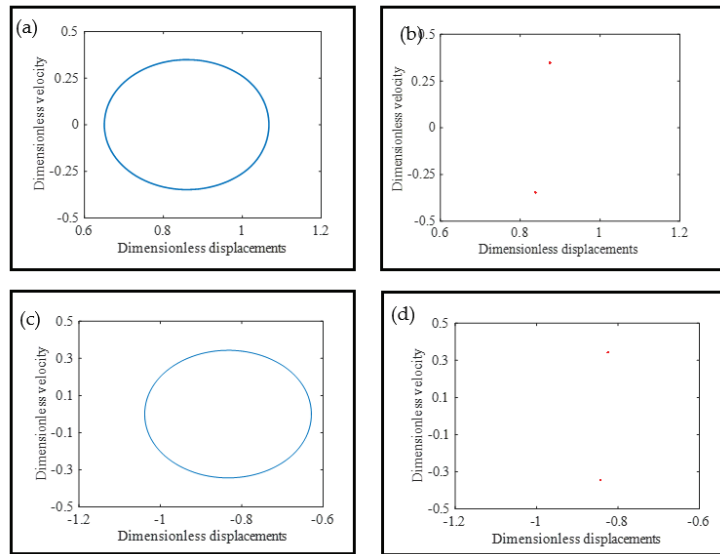 (a)
0.5
0.25
0
-0.25
-0.5
Dimensionless velocity
0.6 0.8 1 1.2
Dimensionless displacements
(b)
0.5
0.25
0
-0.25
-0.5
Dimensionless velocity
0.6 0.8 1 1.2
Dimensionless displacements
(c)
0.5
0.3
0.1
-0.1
-0.3
-0.5
Dimensionless velocity
-1.2 -1 -0.8 -0.6
Dimensionless displacements
(d)
0.5
0.3
0.1
-0.1
-0.3
-0.5
Dimensionless velocity
-1.2 -1 -0.8 -0.6
Dimensionless displacements